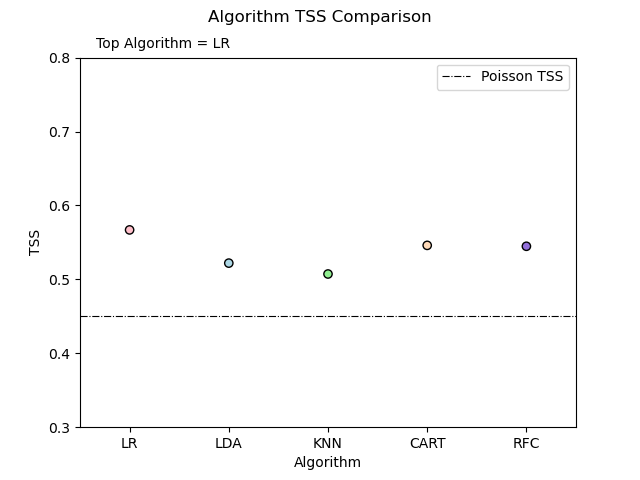 Algorithm TSS Comparison
Top Algorithm = LR
Poisson TSS
0.8
0.7
0.6
0.5
0.4
0.3
TSS
LR LDA KNN CART RFC
Algorithm